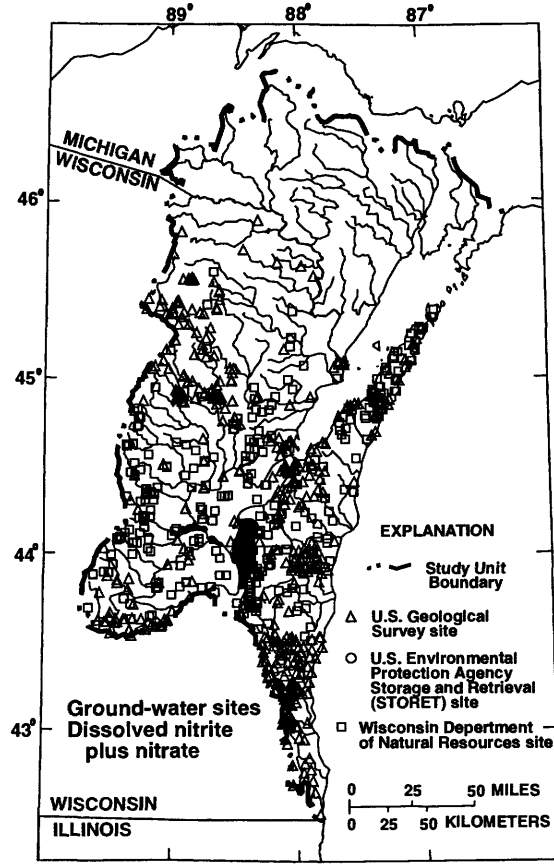 89° 88° 87°
MICHIGAN
WISCONSIN
46°
45°
44°
43°
EXPLANATION
Study Unit
Boundary
U.S. Geological
Survey site
U.S. Environmental
Protection Agency
Storage and Retrieval
(STORET) site
Wisconsin Depertment
of Natural Resources site
Ground-water sites
Dissolved nitrite
plus nitrate
WISCONSIN
ILLINOIS
0 25 50 MILES
0 25 50 KILOMETERS